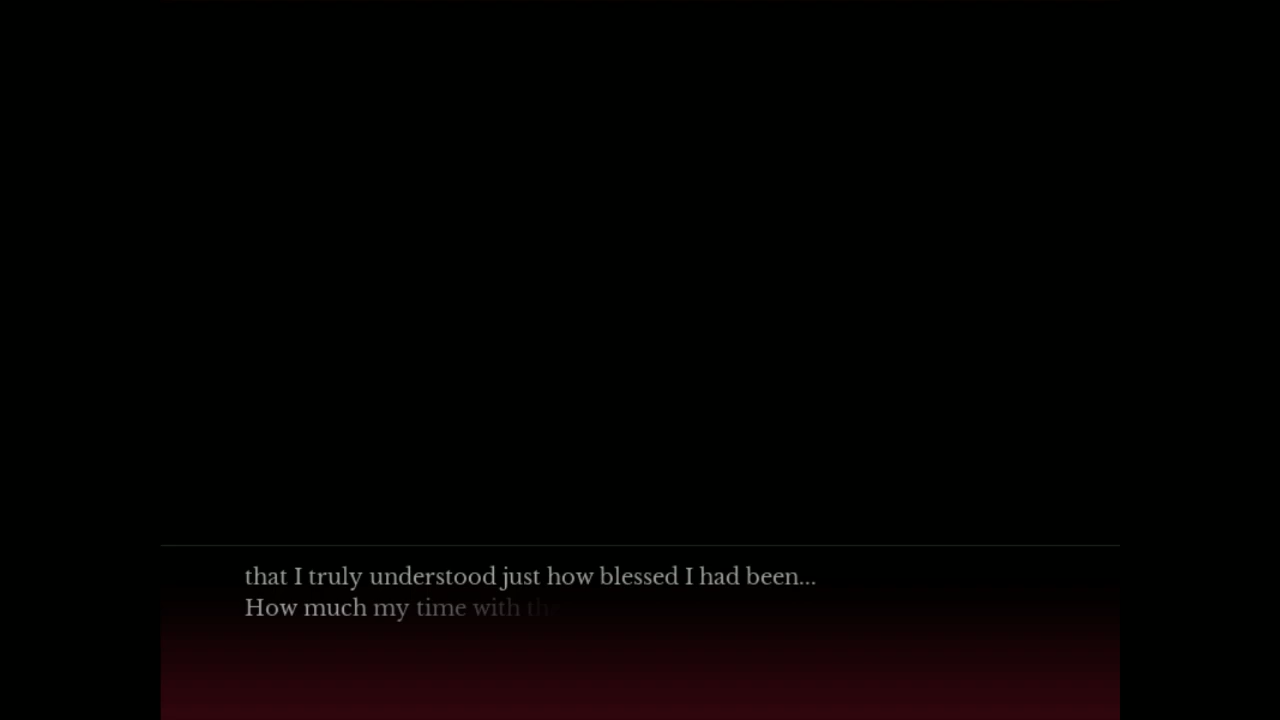 that I truly understood just how blessed I had been...
How much my time with